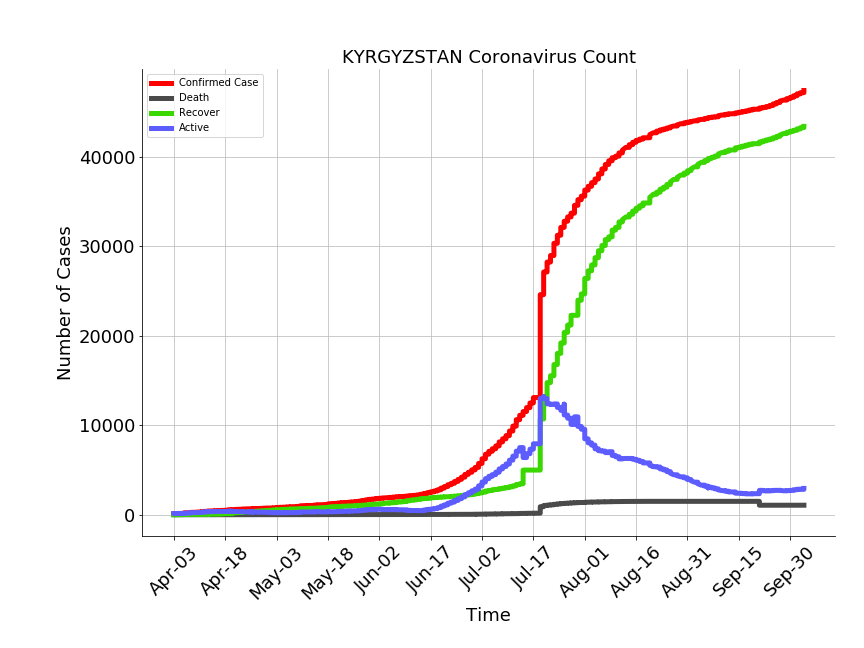 KYRGYZSTAN Coronavirus Count
Confirmed Case
Death
Recover
Active
Number of Cases
40000
30000
20000
10000
0
Apr-03
Apr-18
May-03
May-18
Jun-02
Jun-17
Jul-02
Jul-17
Aug-01
Aug-16
Aug-31
Sep-15
Sep-30
Time